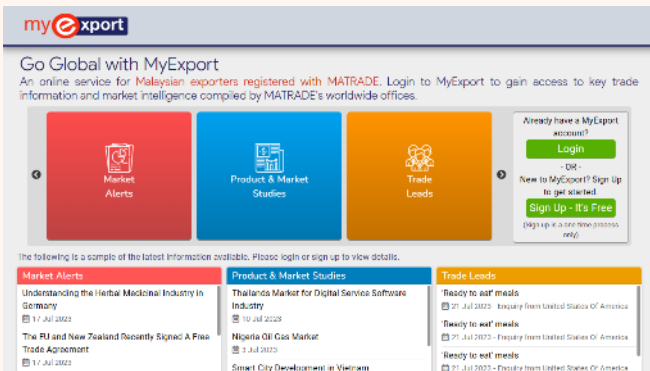 my export
Go Global with MyExport
An online service for Malaysian exporters registered with MATRADE. Login to MyExport to gain access to key trade
information and market intelligence compiled by MATRADE's worldwide offices.
Market
Alerts
Product & Market
Studies
Trade
Leads
Already have a MyExport
account?
Login
- OR -
New to MyExport? Sign Up
to get started.
Sign Up - It's Free
(sign up is a one time process
only)
The following is a sample of the latest information available. Please login or sign up to view details.
Market Alerts
Understanding the Herbal Medicinal Industry in
Germany
17 Jul 2023
The EU and New Zealand Recently Signed A Free
Trade Agreement
17 Jul 2023
Product & Market Studies
Thailands Market for Digital Service Software
Industry
10 Jul 2023
Nigeria Oil Gas Market
3 Jul 2023
Smart City Development in Vietnam
Trade Leads
'Ready to eat' meals
21 Jul 2023 - Enquiry from United States Of America
'Ready to eat' meals
21 Jul 2023 - Enquiry from United States Of America
'Ready to eat' meals
21 Jul 2023 - Enquiry from United States Of America